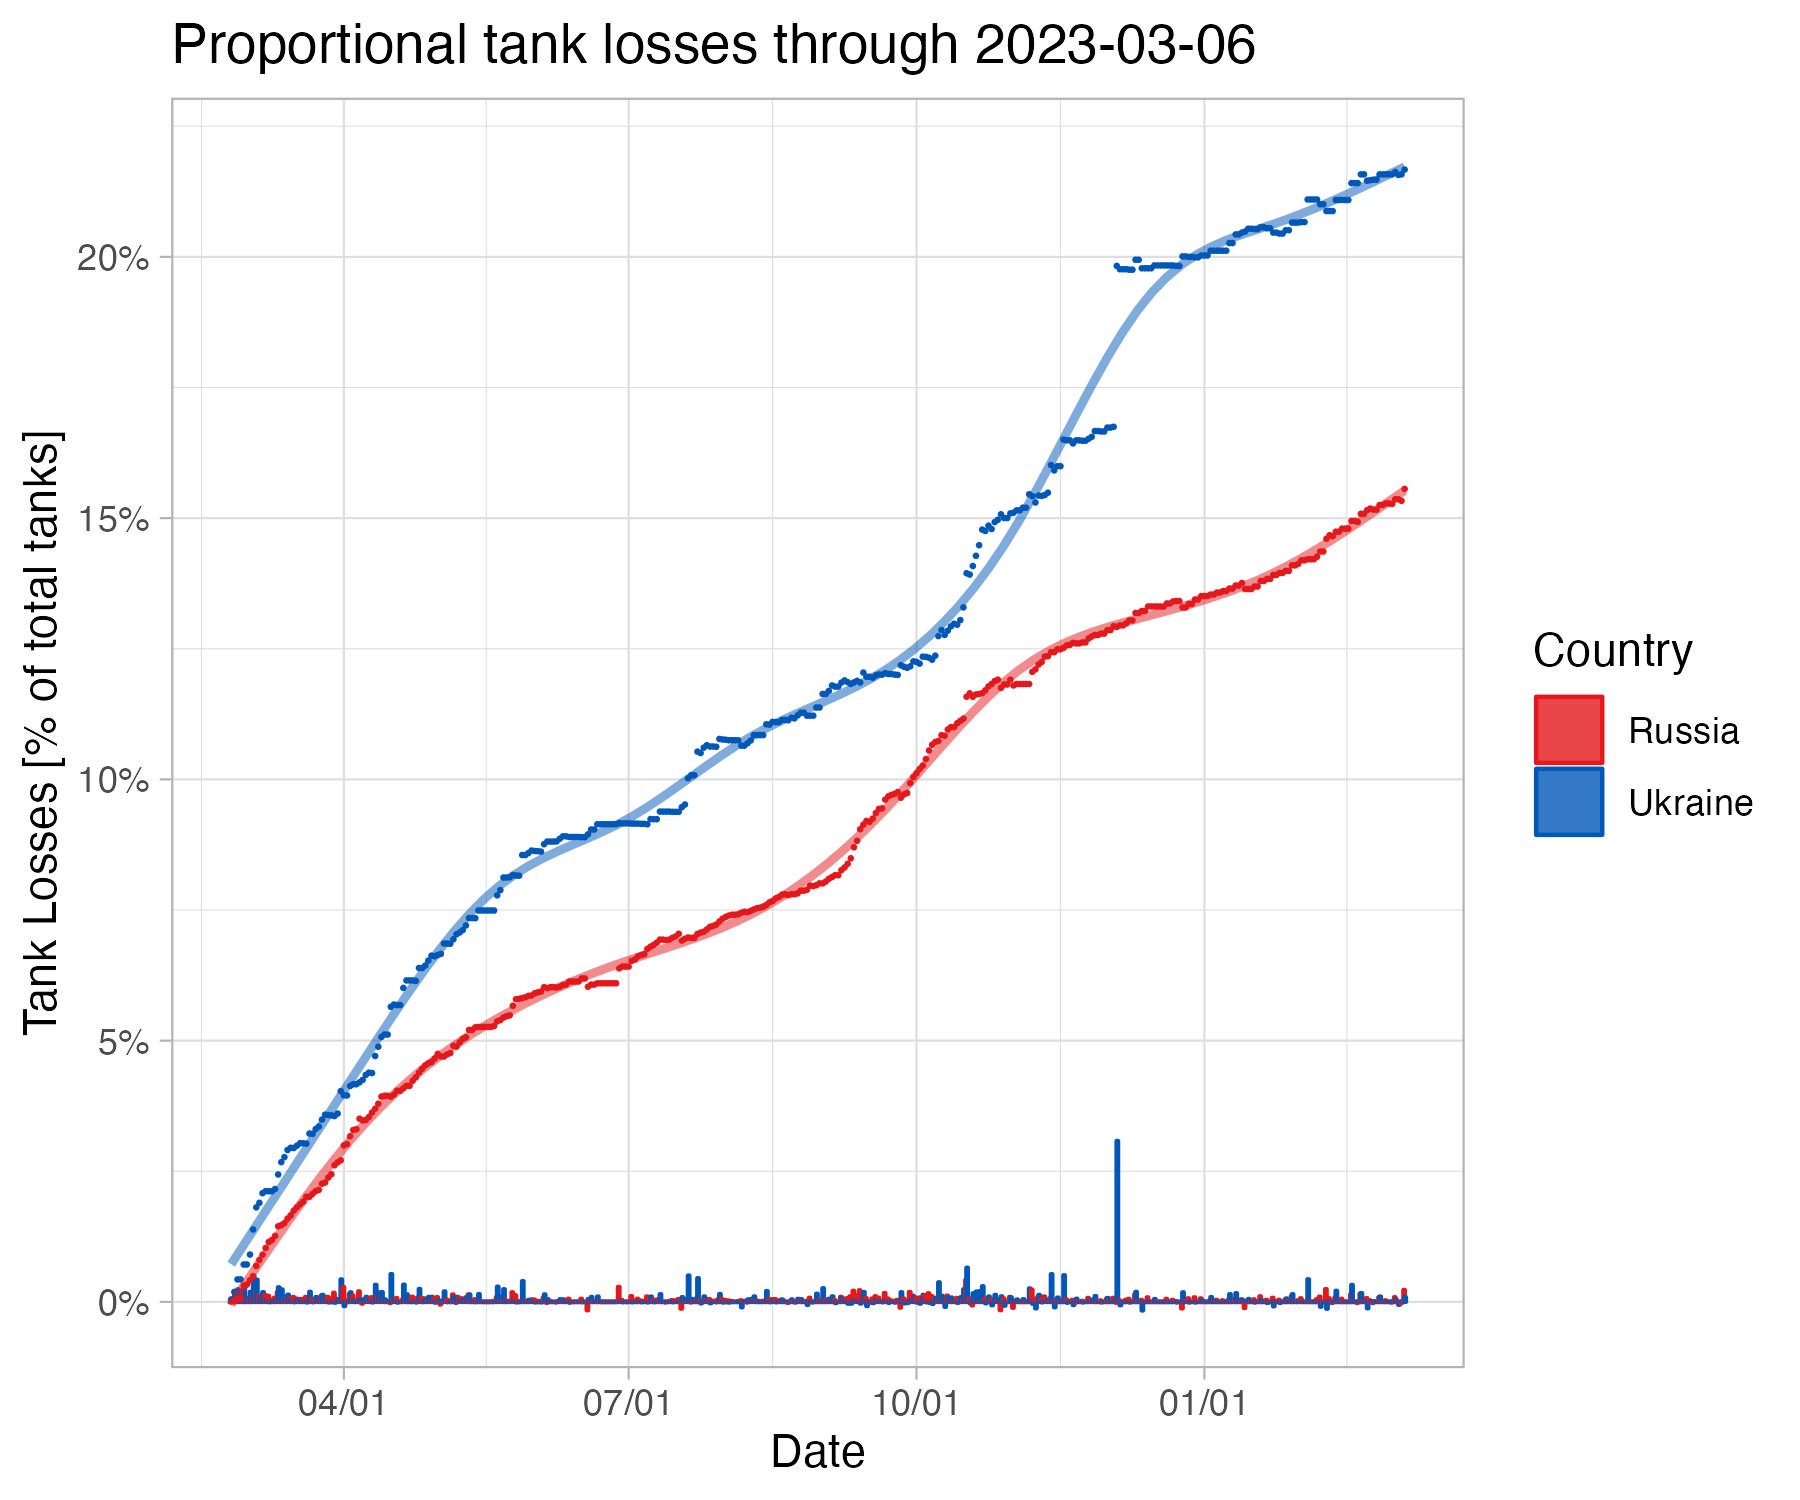 Proportional tank losses through 2023-03-06
Tank Losses [% of total tanks]
20%
15%
10%
5%
0%
04/01
07/01
10/01
01/01
Date
Country
Russia
Ukraine